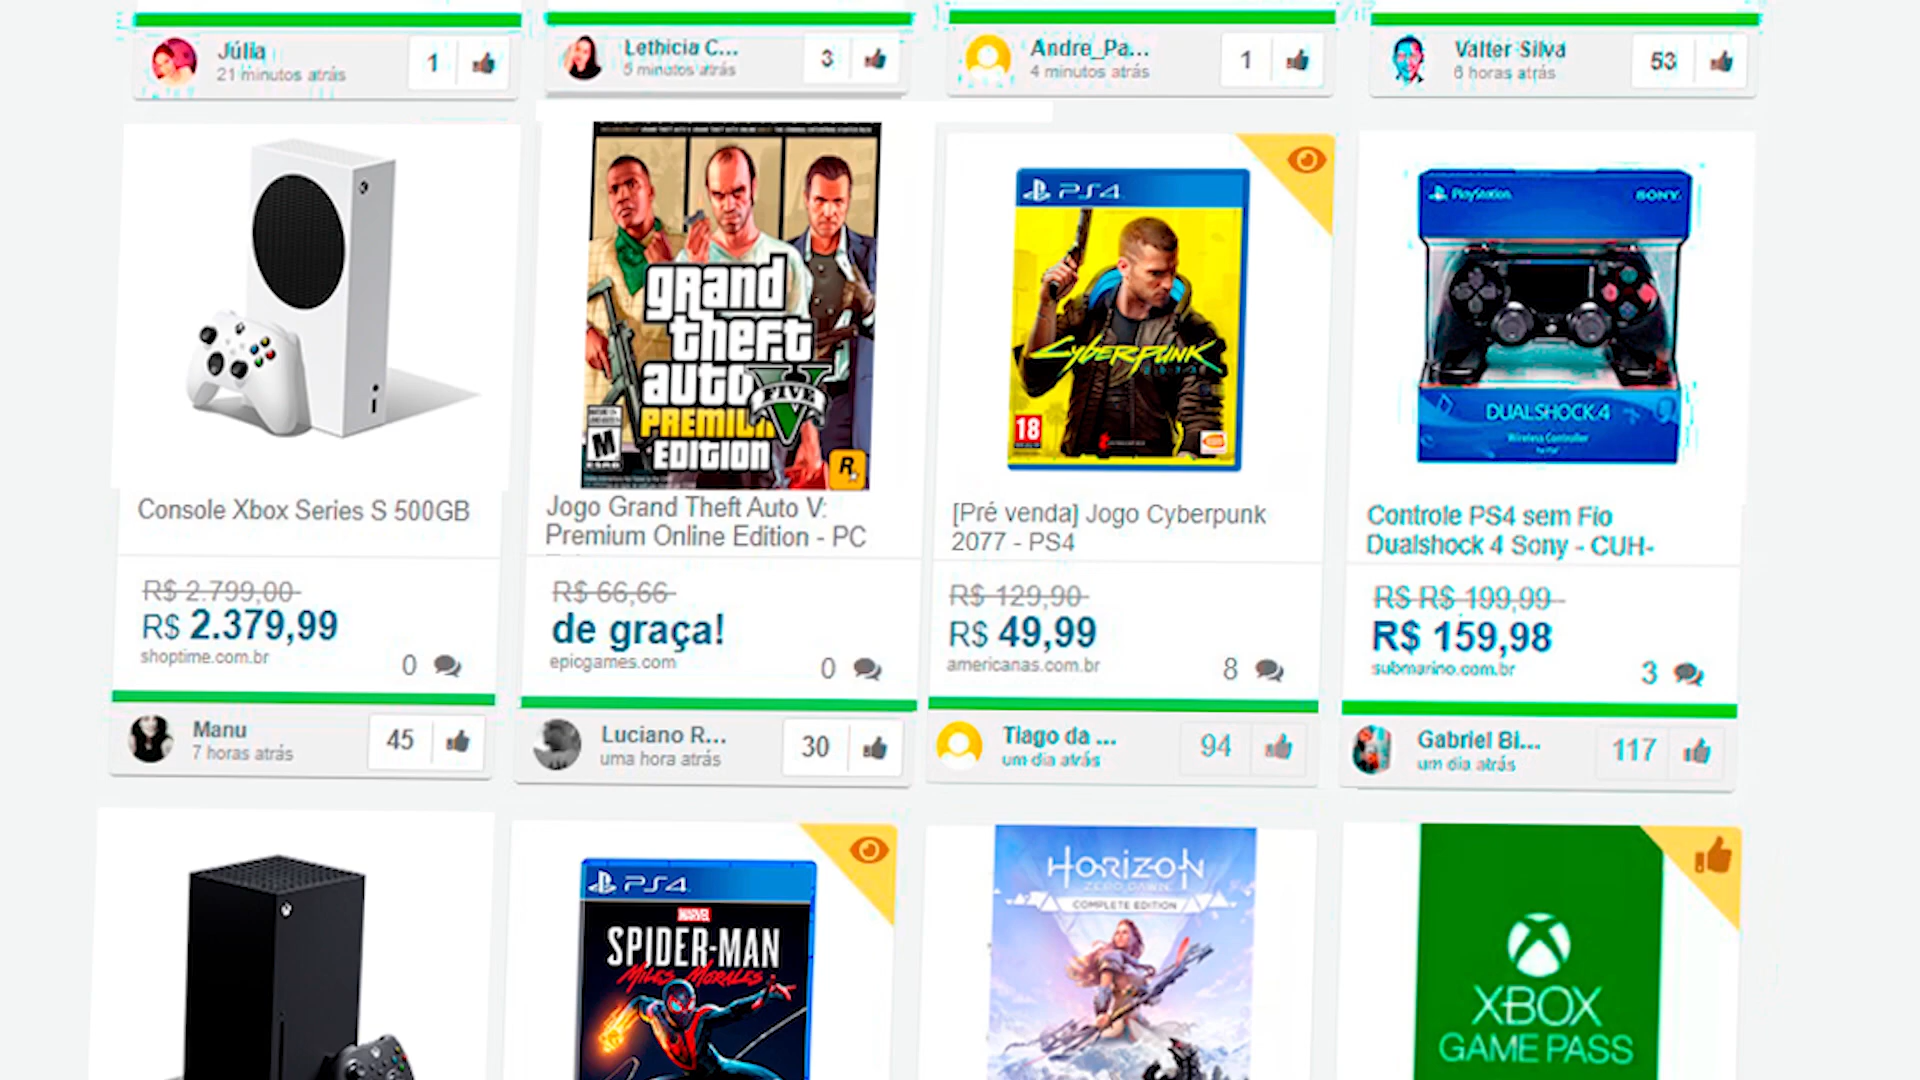 Júlia
21 minutos atrás
1
Lethicia C...
5 minutos atrás
3
Andre_Pa...
4 minutos atrás
1
Valter Silva
6 horas atrás
53
grand
theft
auto
FIVE
PREMIUM
EDITION
M
R
PS4
CYBERPUNK
18
PlayStation
SONY
DUALSHOCK 4
Wireless Controller
Console Xbox Series S 500GB
R$ 2.799,00
R$ 2.379,99
shoptime.com.br
0
Jogo Grand Theft Auto V:
Premium Online Edition - PC
R$ 66,66
de graça!
epicgames.com
0
[Pré venda] Jogo Cyberpunk
2077 - PS4
R$ 129,90
R$ 49,99
americanas.com.br
8
Controle PS4 sem Fio
Dualshock 4 Sony - CUH-
R$ R$ 199,99
R$ 159,98
submarino.com.br
3
Manu
7 horas atrás
45
Luciano R...
uma hora atrás
30
Tiago da ...
um dia atrás
94
Gabriel Bi...
um dia atrás
117
PS4
MARVEL
SPIDER-MAN
MILES MORALES
HORIZON
ZERO DAWN
COMPLETE EDITION
XBOX
GAME PASS